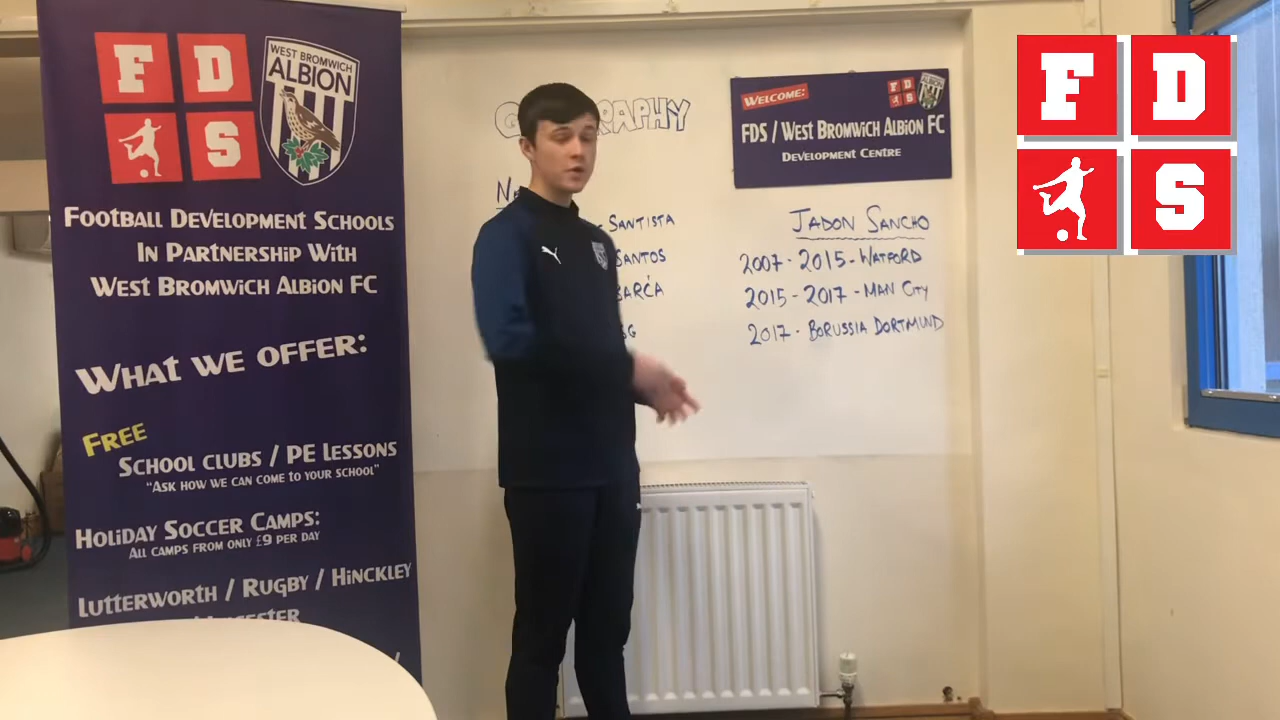 F D
S
WEST BROMWICH
ALBION
FOOTBALL DEVELOPMENT SCHOOLS
IN PARTNERSHIP WITH
WEST BROMWICH ALBION FC
WHAT WE OFFER:
FREE
SCHOOL CLUBS / PE LESSONS
"ASK HOW WE CAN COME TO YOUR SCHOOL"
HOLIDAY SOCCER CAMPS:
ALL CAMPS FROM ONLY £9 PER DAY
LUTTERWORTH / RUGBY / HINCKLEY
SANTISTA
SANTOS
BARCA
WELCOME:
FDS / WEST BROMWICH ALBION FC
DEVELOPMENT CENTRE
JADON SANCHO
2007 - 2015 - WATFORD
2015 - 2017 - MAN CITY
2017 - BORUSSIA DORTMUND
F D
S